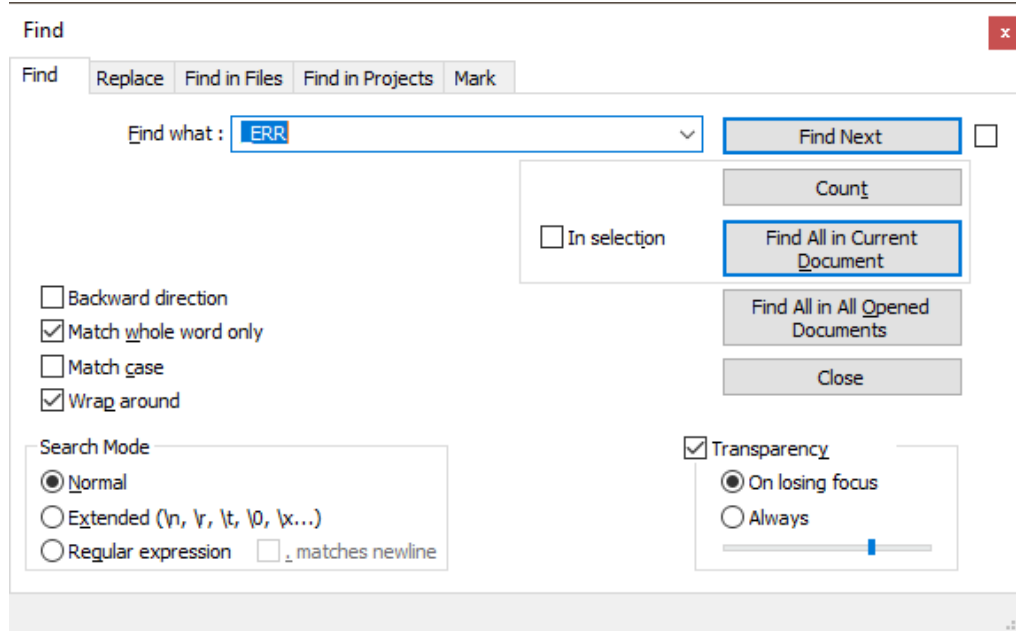 Find
x
Find Replace Find in Files Find in Projects Mark
Find what : _ERR
Find Next
Count
In selection
Find All in Current
Document
Backward direction
Find All in All Opened
Documents
Match whole word only
Match case
Close
Wrap around
Search Mode
Transparency
Normal
On losing focus
Extended (\n, \r, \t, \0, \x...)
Always
Regular expression . matches newline